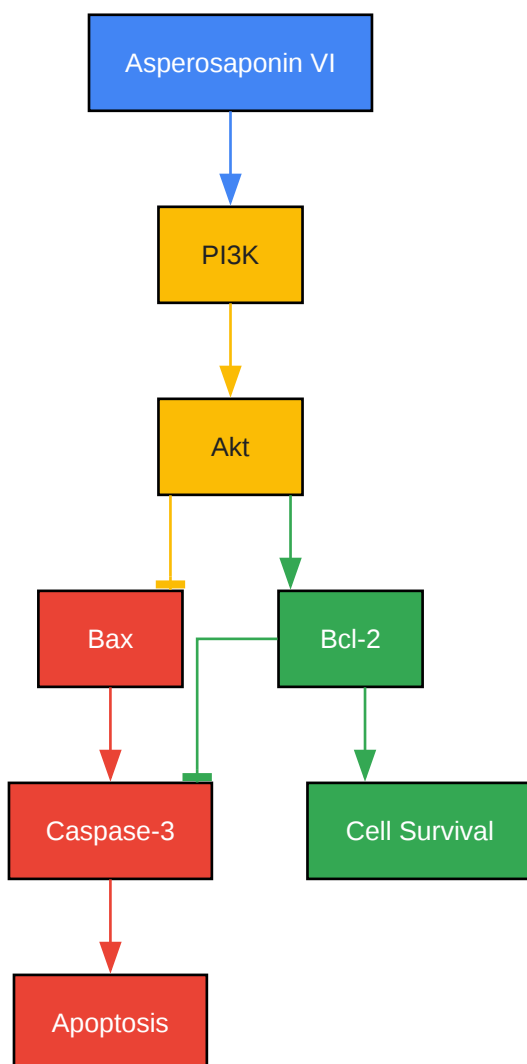 Asperosaponin VI
PI3K
Akt
Bax
Bcl-2
Caspase-3
Cell Survival
Apoptosis